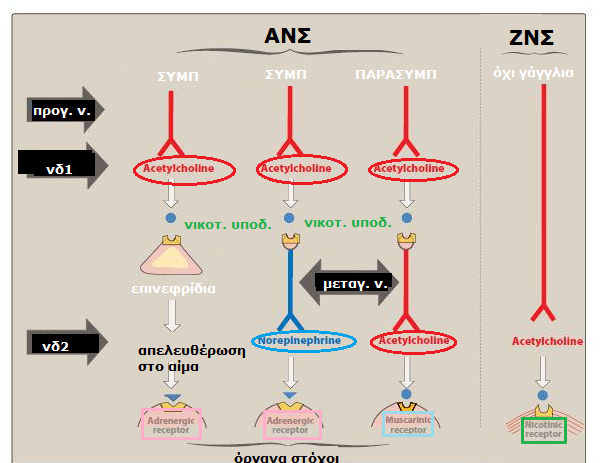 ΑΝΣ
ΖΝΣ
ΣΥΜΠ
ΣΥΜΠ
ΠΑΡΑΣΥΜΠ
όχι γάγγλια
προγ. ν.
νδ1
Acetylcholine
Acetylcholine
Acetylcholine
νικοτ. υποδ.
νικοτ. υποδ.
επινεφρίδια
μεταγ. ν.
νδ2
απελευθέρωση
στο αίμα
Norepinephrine
Acetylcholine
Acetylcholine
Adrenergic
receptor
Adrenergic
receptor
Muscarinic
receptor
Nicotinic
receptor
όργανα στόχοι